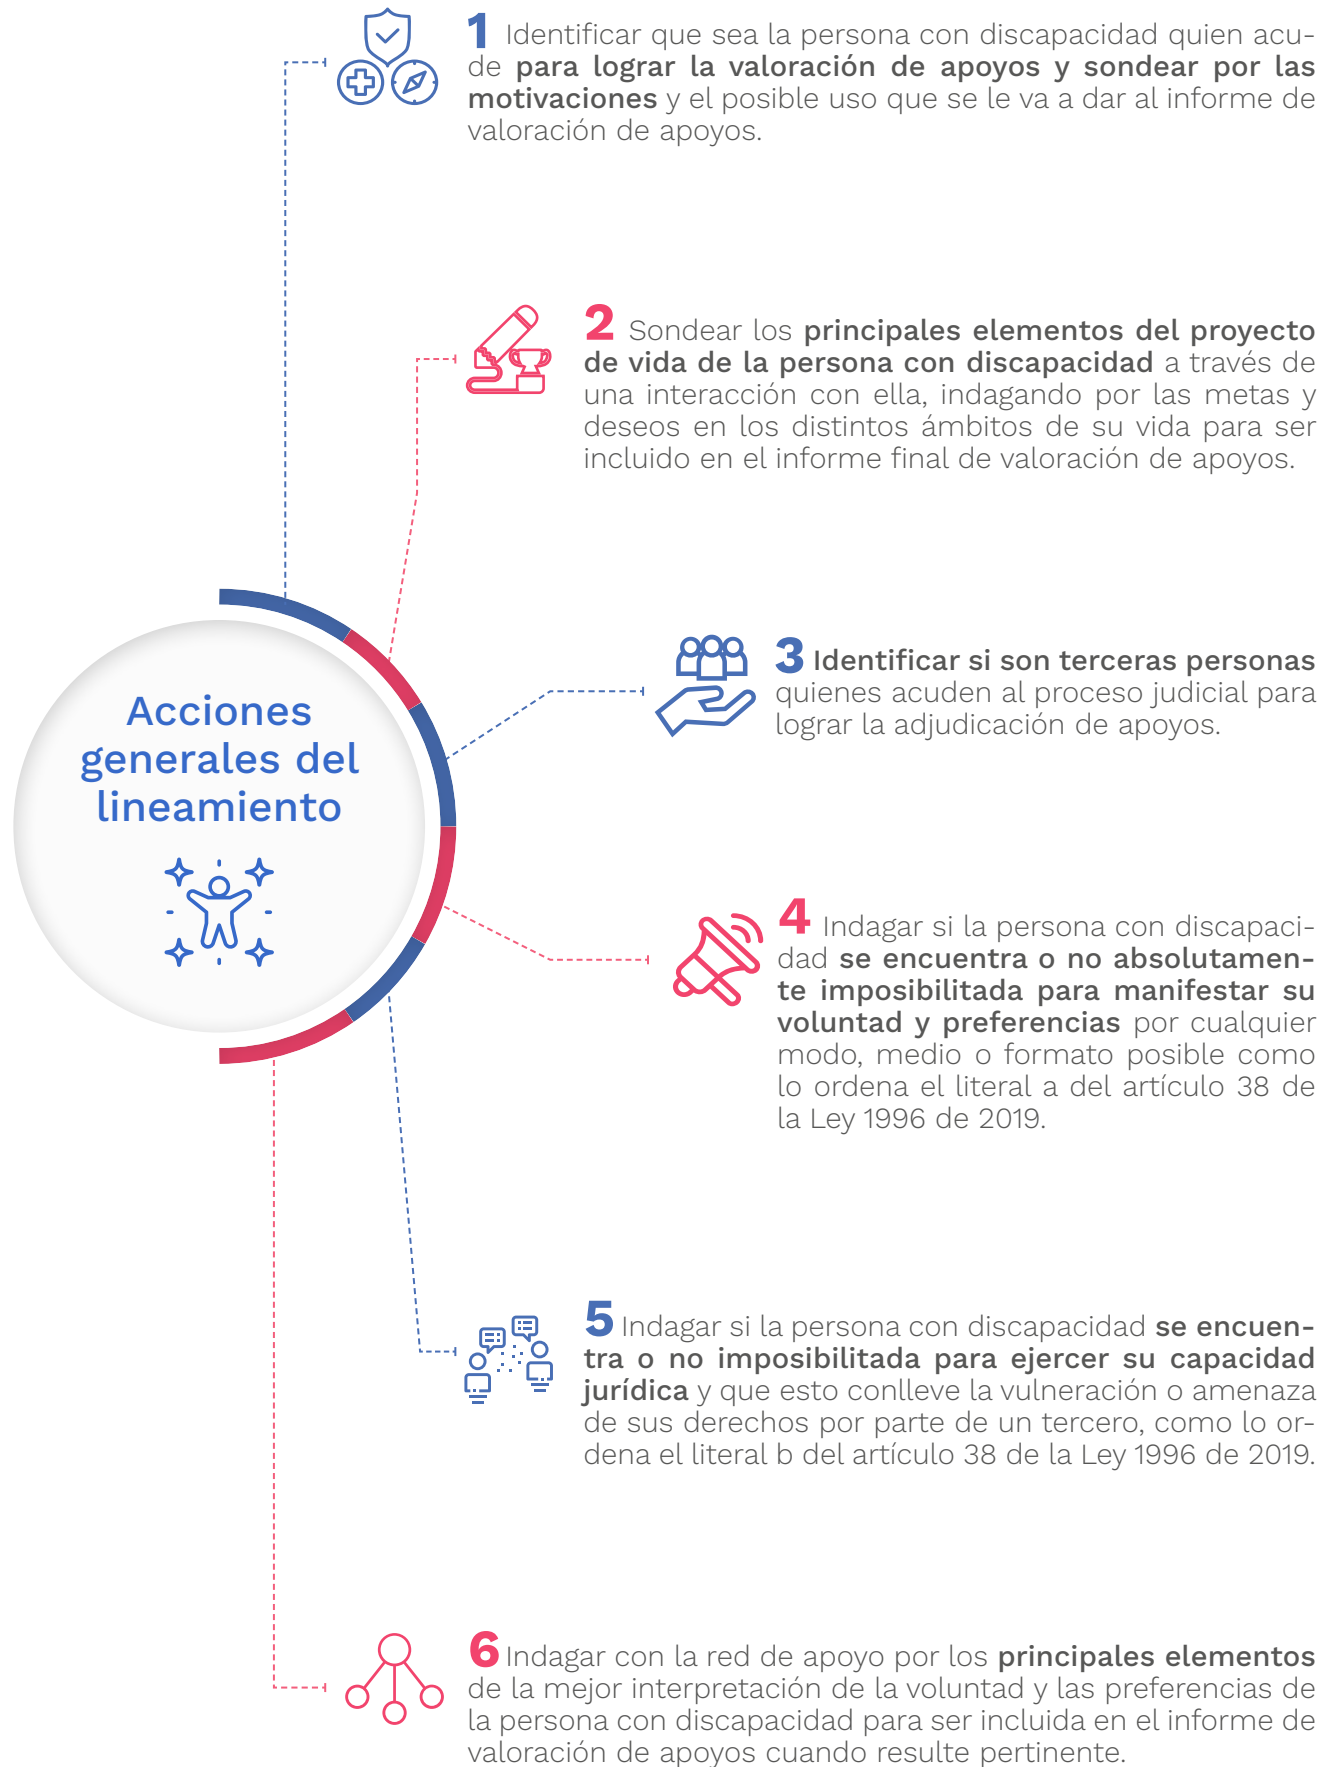 1 Identificar que sea la persona con discapacidad quien acu-
de para lograr la valoración de apoyos y sondear por las
motivaciones y el posible uso que se le va a dar al informe de
valoración de apoyos.
2 Sondear los principales elementos del proyecto
de vida de la persona con discapacidad a través de
una interacción con ella, indagando por las metas y
deseos en los distintos ámbitos de su vida para ser
incluido en el informe final de valoración de apoyos.
3 Identificar si son terceras personas
quienes acuden al proceso judicial para
lograr la adjudicación de apoyos.
Acciones
generales del
lineamiento
4 Indagar si la persona con discapaci-
dad se encuentra o no absolutamen-
te imposibilitada para manifestar su
voluntad y preferencias por cualquier
modo, medio o formato posible como
lo ordena el literal a del artículo 38 de
la Ley 1996 de 2019.
5 Indagar si la persona con discapacidad se encuen-
tra o no imposibilitada para ejercer su capacidad
jurídica y que esto conlleve la vulneración o amenaza
de sus derechos por parte de un tercero, como lo or-
dena el literal b del artículo 38 de la Ley 1996 de 2019.
6 Indagar con la red de apoyo por los principales elementos
de la mejor interpretación de la voluntad y las preferencias de
la persona con discapacidad para ser incluida en el informe de
valoración de apoyos cuando resulte pertinente.